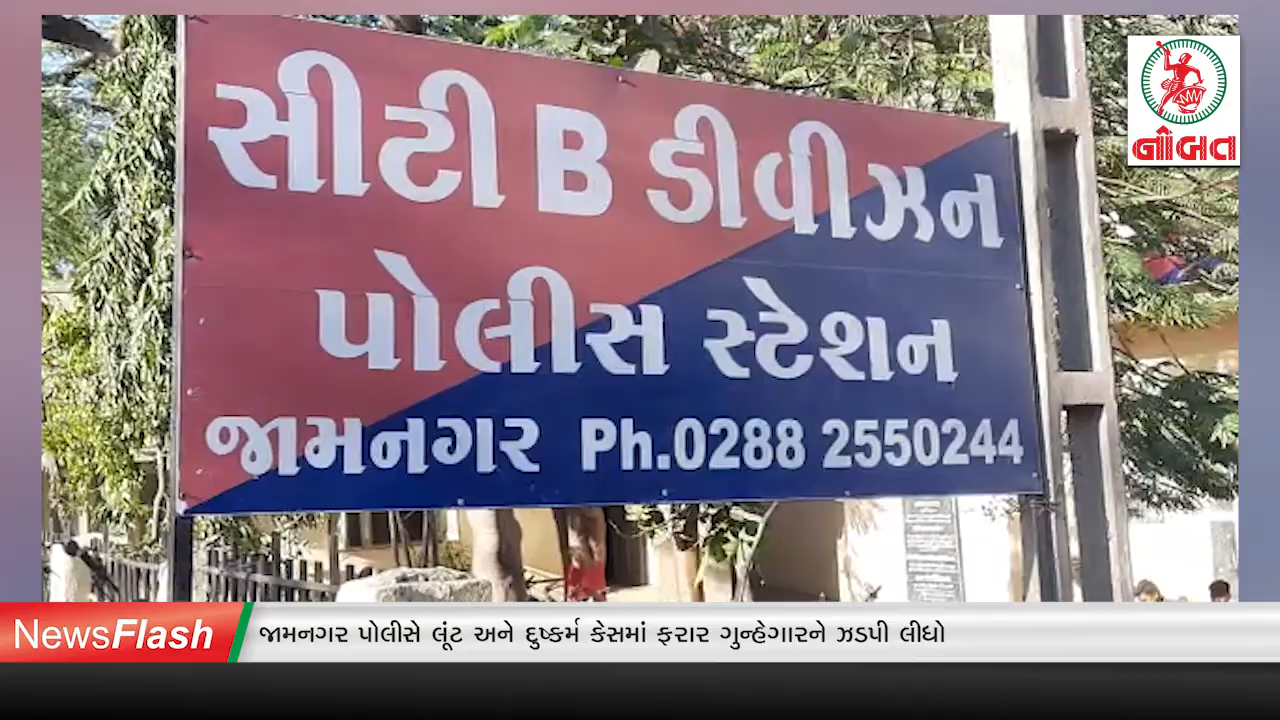 સીટી B ડીવીઝન
પોલીસ સ્ટેશન
જામનગર Ph.0288 2550244
નોબત
NewsFlash
જામનગર પોલીસે લૂંટ અને દુષ્કર્મ કેસમાં ફરાર ગુન્હેગારને ઝડપી લીધો